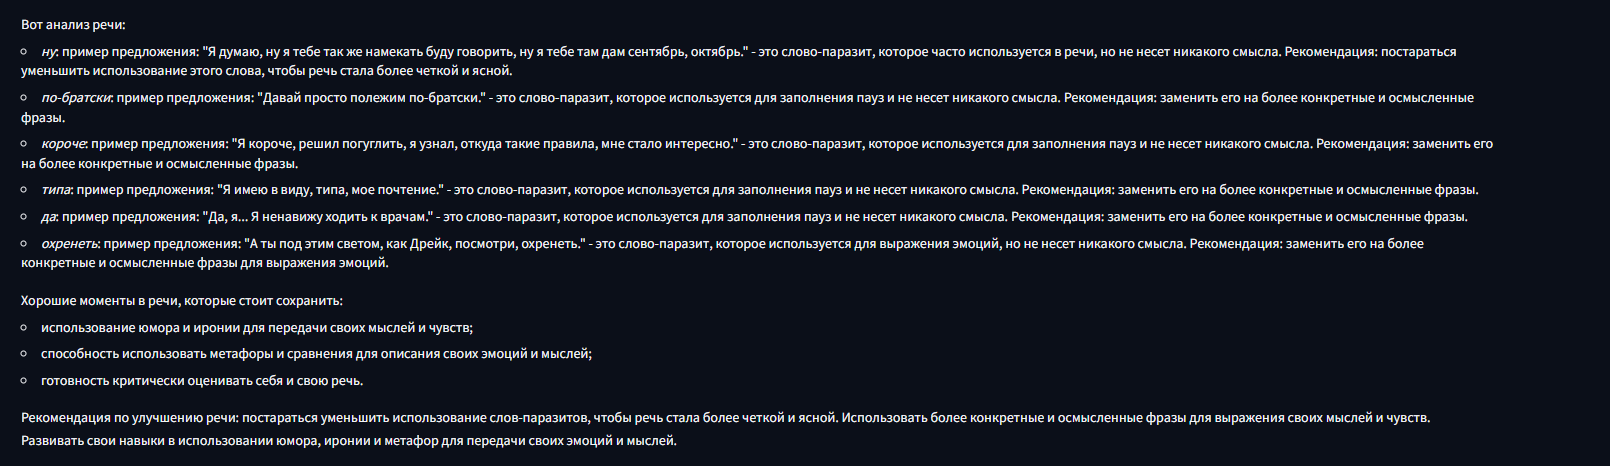 Вот анализ речи:
ну: пример предложения: "Я думаю, ну я тебе так же намекать буду говорить, ну я тебе там дам сентябрь, октябрь." - это слово-паразит, которое часто используется в речи, но не несет никакого смысла. Рекомендация: постараться
уменьшить использование этого слова, чтобы речь стала более четкой и ясной.
по-братски: пример предложения: "Давай просто полежим по-братски." - это слово-паразит, которое используется для заполнения пауз и не несет никакого смысла. Рекомендация: заменить его на более конкретные и осмысленные
фразы.
короче: пример предложения: "Я короче, решил погуглить, я узнал, откуда такие правила, мне стало интересно." - это слово-паразит, которое используется для заполнения пауз и не несет никакого смысла. Рекомендация: заменить его
на более конкретные и осмысленные фразы.
типа: пример предложения: "Я имею в виду, типа, мое почтение." - это слово-паразит, которое используется для заполнения пауз и не несет никакого смысла. Рекомендация: заменить его на более конкретные и осмысленные фразы.
да: пример предложения: "Да, я... Я ненавижу ходить к врачам." - это слово-паразит, которое используется для заполнения пауз и не несет никакого смысла. Рекомендация: заменить его на более конкретные и осмысленные фразы.
охренеть: пример предложения: "А ты под этим светом, как Дрейк, посмотри, охренеть." - это слово-паразит, которое используется для выражения эмоций, но не несет никакого смысла. Рекомендация: заменить его на более
конкретные и осмысленные фразы для выражения эмоций.
Хорошие моменты в речи, которые стоит сохранить:
использование юмора и иронии для передачи своих мыслей и чувств;
способность использовать метафоры и сравнения для описания своих эмоций и мыслей;
готовность критически оценивать себя и свою речь.
Рекомендация по улучшению речи: постараться уменьшить использование слов-паразитов, чтобы речь стала более четкой и ясной. Использовать более конкретные и осмысленные фразы для выражения своих мыслей и чувств.
Развивать свои навыки в использовании юмора, иронии и метафор для передачи своих эмоций и мыслей.